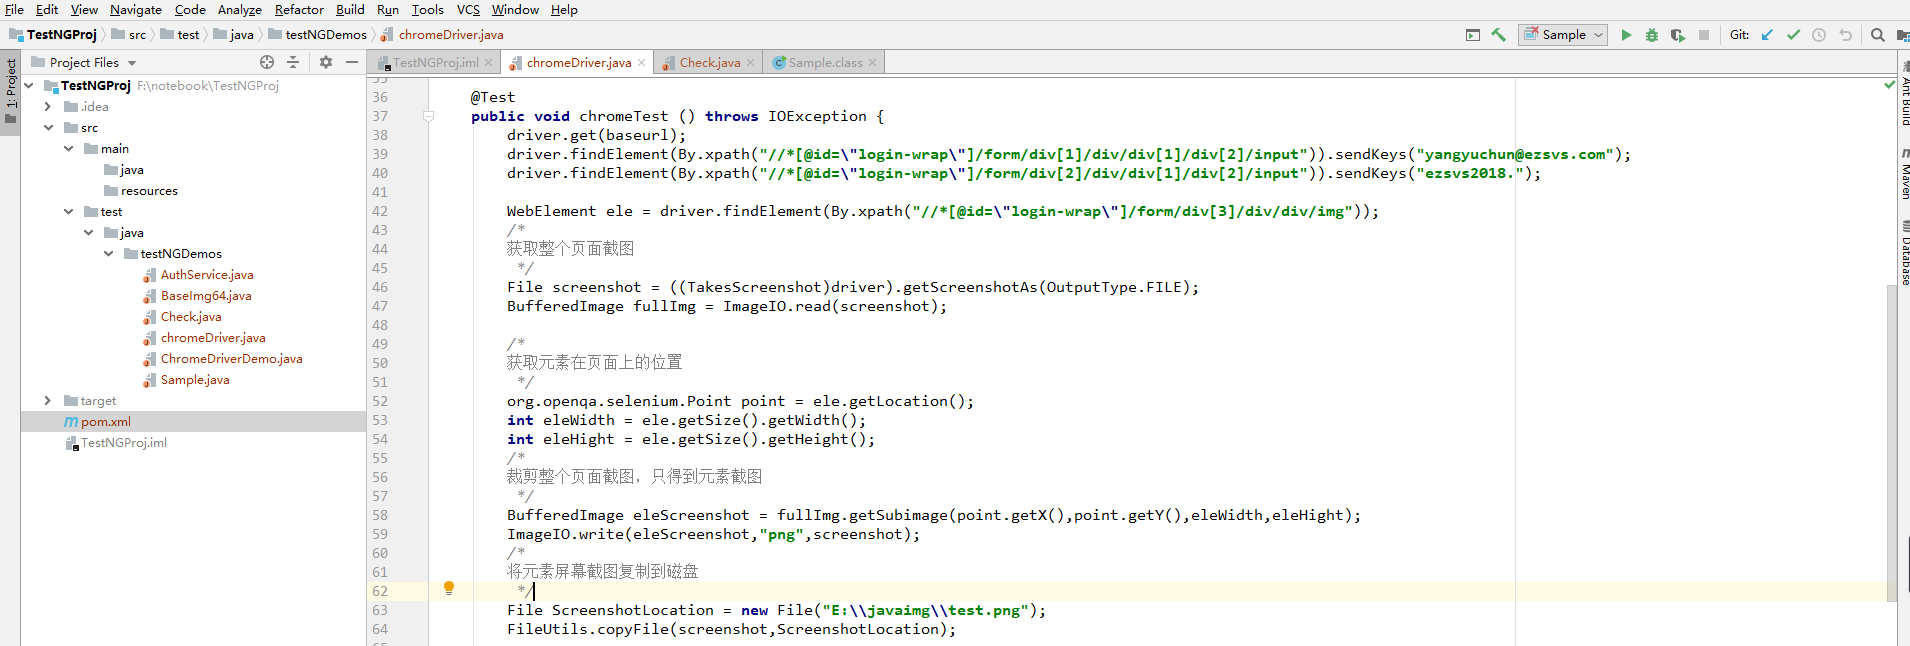 File Edit View Navigate Code Analyze Refactor Build Run Tools VCS Window Help
TestNGProj src test java testNGDemos chromeDriver.java Sample Git:
1: Project
Project Files
TestNGProj.iml chromeDriver.java Check.java Sample.class
TestNGProj F:\notebook\TestNGProj
.idea
src
main
java
resources
test
java
testNGDemos
AuthService.java
BaseImg64.java
Check.java
chromeDriver.java
ChromeDriverDemo.java
Sample.java
target
pom.xml
TestNGProj.iml
35
36 @Test
37 public void chromeTest () throws IOException {
38 driver.get(baseurl);
39 driver.findElement(By.xpath("//*[@id=\"login-wrap\"]/form/div[1]/div/div[1]/div[2]/input")).sendKeys("yangyuchun@ezsvs.com");
40 driver.findElement(By.xpath("//*[@id=\"login-wrap\"]/form/div[2]/div/div[1]/div[2]/input")).sendKeys("ezsvs2018.");
41
42 WebElement ele = driver.findElement(By.xpath("//*[@id=\"login-wrap\"]/form/div[3]/div/div/img"));
43 /*
44 获取整个页面截图
45 */
46 File screenshot = ((TakesScreenshot)driver).getScreenshotAs(OutputType.FILE);
47 BufferedImage fullImg = ImageIO.read(screenshot);
48
49 /*
50 获取元素在页面上的位置
51 */
52 org.openqa.selenium.Point point = ele.getLocation();
53 int eleWidth = ele.getSize().getWidth();
54 int eleHight = ele.getSize().getHeight();
55 /*
56 裁剪整个页面截图，只得到元素截图
57 */
58 BufferedImage eleScreenshot = fullImg.getSubimage(point.getX(),point.getY(),eleWidth,eleHight);
59 ImageIO.write(eleScreenshot,"png",screenshot);
60 /*
61 将元素屏幕截图复制到磁盘
62 */
63 File ScreenshotLocation = new File("E:\\javaimg\\test.png");
64 FileUtils.copyFile(screenshot,ScreenshotLocation);
Ant Build
Maven
Database